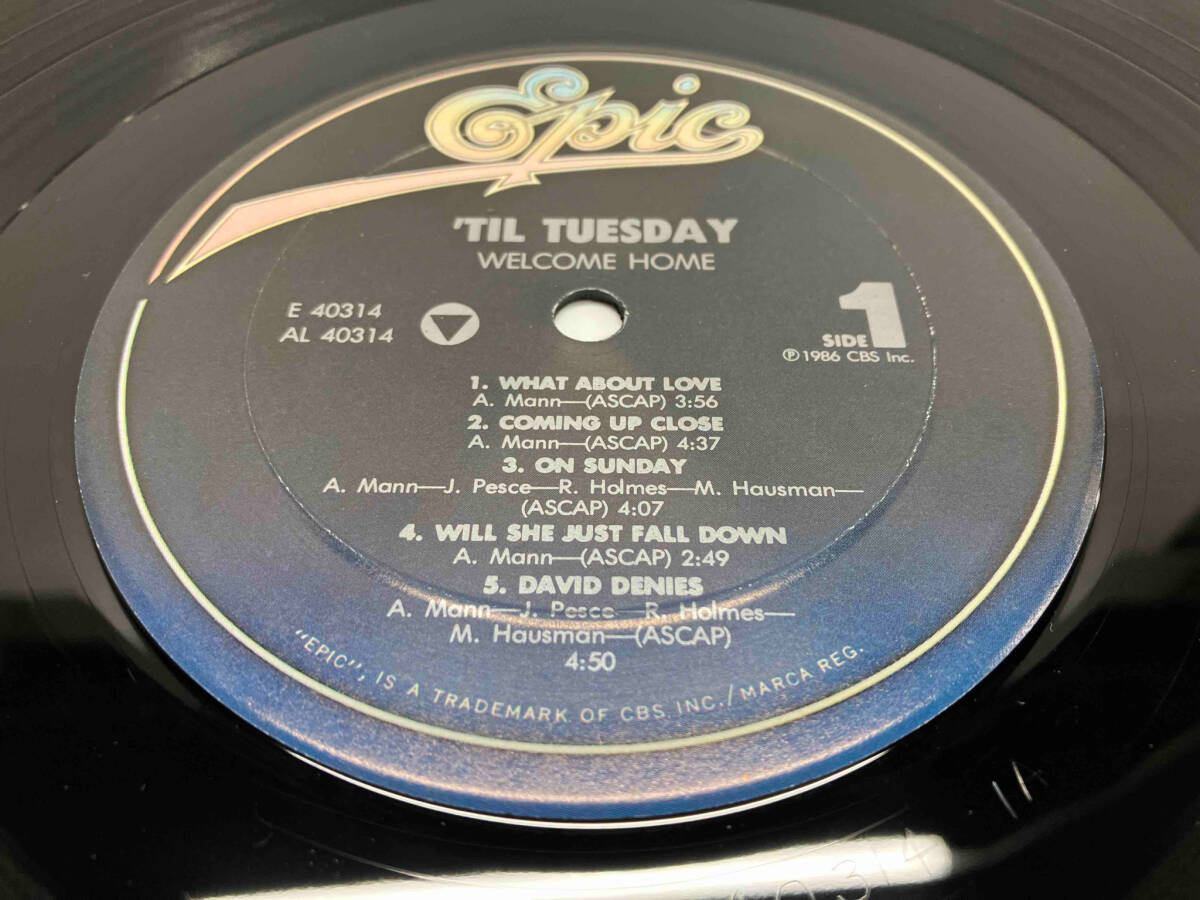 Epic
'TIL TUESDAY
WELCOME HOME
E 40314
AL 40314
SIDE 1
℗ 1986 CBS Inc.
1. WHAT ABOUT LOVE
A. Mann—(ASCAP) 3:56
2. COMING UP CLOSE
A. Mann—(ASCAP) 4:37
3. ON SUNDAY
A. Mann—J. Pesce—R. Holmes—M. Hausman—
(ASCAP) 4:07
4. WILL SHE JUST FALL DOWN
A. Mann—(ASCAP) 2:49
5. DAVID DENIES
A. Mann—J. Pesce—R. Holmes—
M. Hausman—(ASCAP)
4:50
"EPIC", IS A TRADEMARK OF CBS INC./MARCA REG.
1A